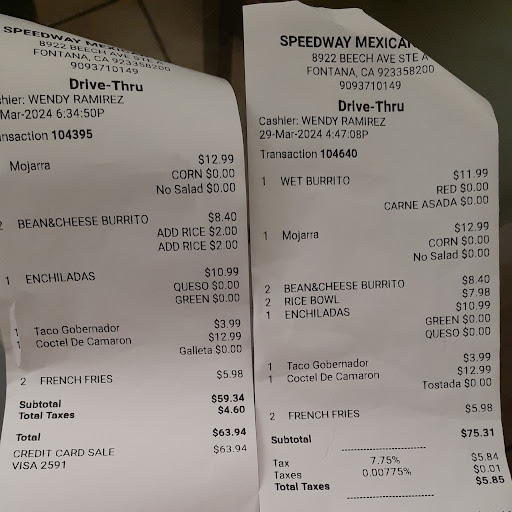 SPEEDWAY MEXICA
8922 BEECH AVE STE A
FONTANA, CA 923358200
9093710149
Drive-Thru
shier: WENDY RAMIREZ
Mar-2024 6:34:50P
ansaction 104395
Mojarra $12.99
CORN $0.00
No Salad $0.00
2 BEAN&CHEESE BURRITO $8.40
ADD RICE $2.00
ADD RICE $2.00
1 ENCHILADAS $10.99
QUESO $0.00
GREEN $0.00
1 Taco Gobernador $3.99
1 Coctel De Camaron $12.99
Galleta $0.00
2 FRENCH FRIES $5.98
Subtotal $59.34
Total Taxes $4.60
Total $63.94
CREDIT CARD SALE $63.94
VISA 2591
SPEEDWAY MEXICAN
8922 BEECH AVE STE A
FONTANA, CA 923358200
9093710149
Drive-Thru
Cashier: WENDY RAMIREZ
29-Mar-2024 4:47:08P
Transaction 104640
1 WET BURRITO $11.99
RED $0.00
CARNE ASADA $0.00
1 Mojarra $12.99
CORN $0.00
No Salad $0.00
2 BEAN&CHEESE BURRITO $8.40
2 RICE BOWL $7.98
1 ENCHILADAS $10.99
GREEN $0.00
QUESO $0.00
1 Taco Gobernador $3.99
1 Coctel De Camaron $12.99
Tostada $0.00
2 FRENCH FRIES $5.98
Subtotal $75.31
Tax 7.75% $5.84
Taxes 0.00775% $0.01
Total Taxes $5.85